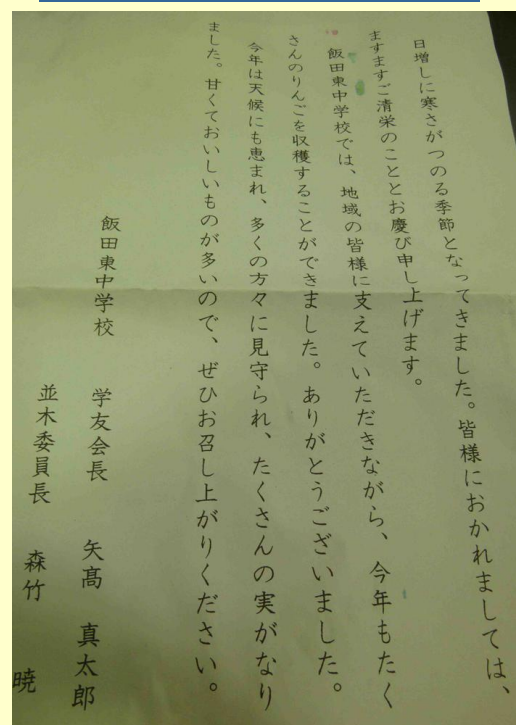 日増しに寒さがつのる季節となってきました。皆様におかれましては、
ますますご清栄のこととお慶び申し上げます。
飯田東中学校では、地域の皆様に支えていただきながら、今年もたく
さんのりんごを収穫することができました。ありがとうございました。
今年は天候にも恵まれ、多くの方々に見守られ、たくさんの実がなり
ました。甘くておいしいものが多いので、ぜひお召し上がりください。
飯田東中学校 学友会長 矢髙 真太郎
並木委員長 森竹 暁